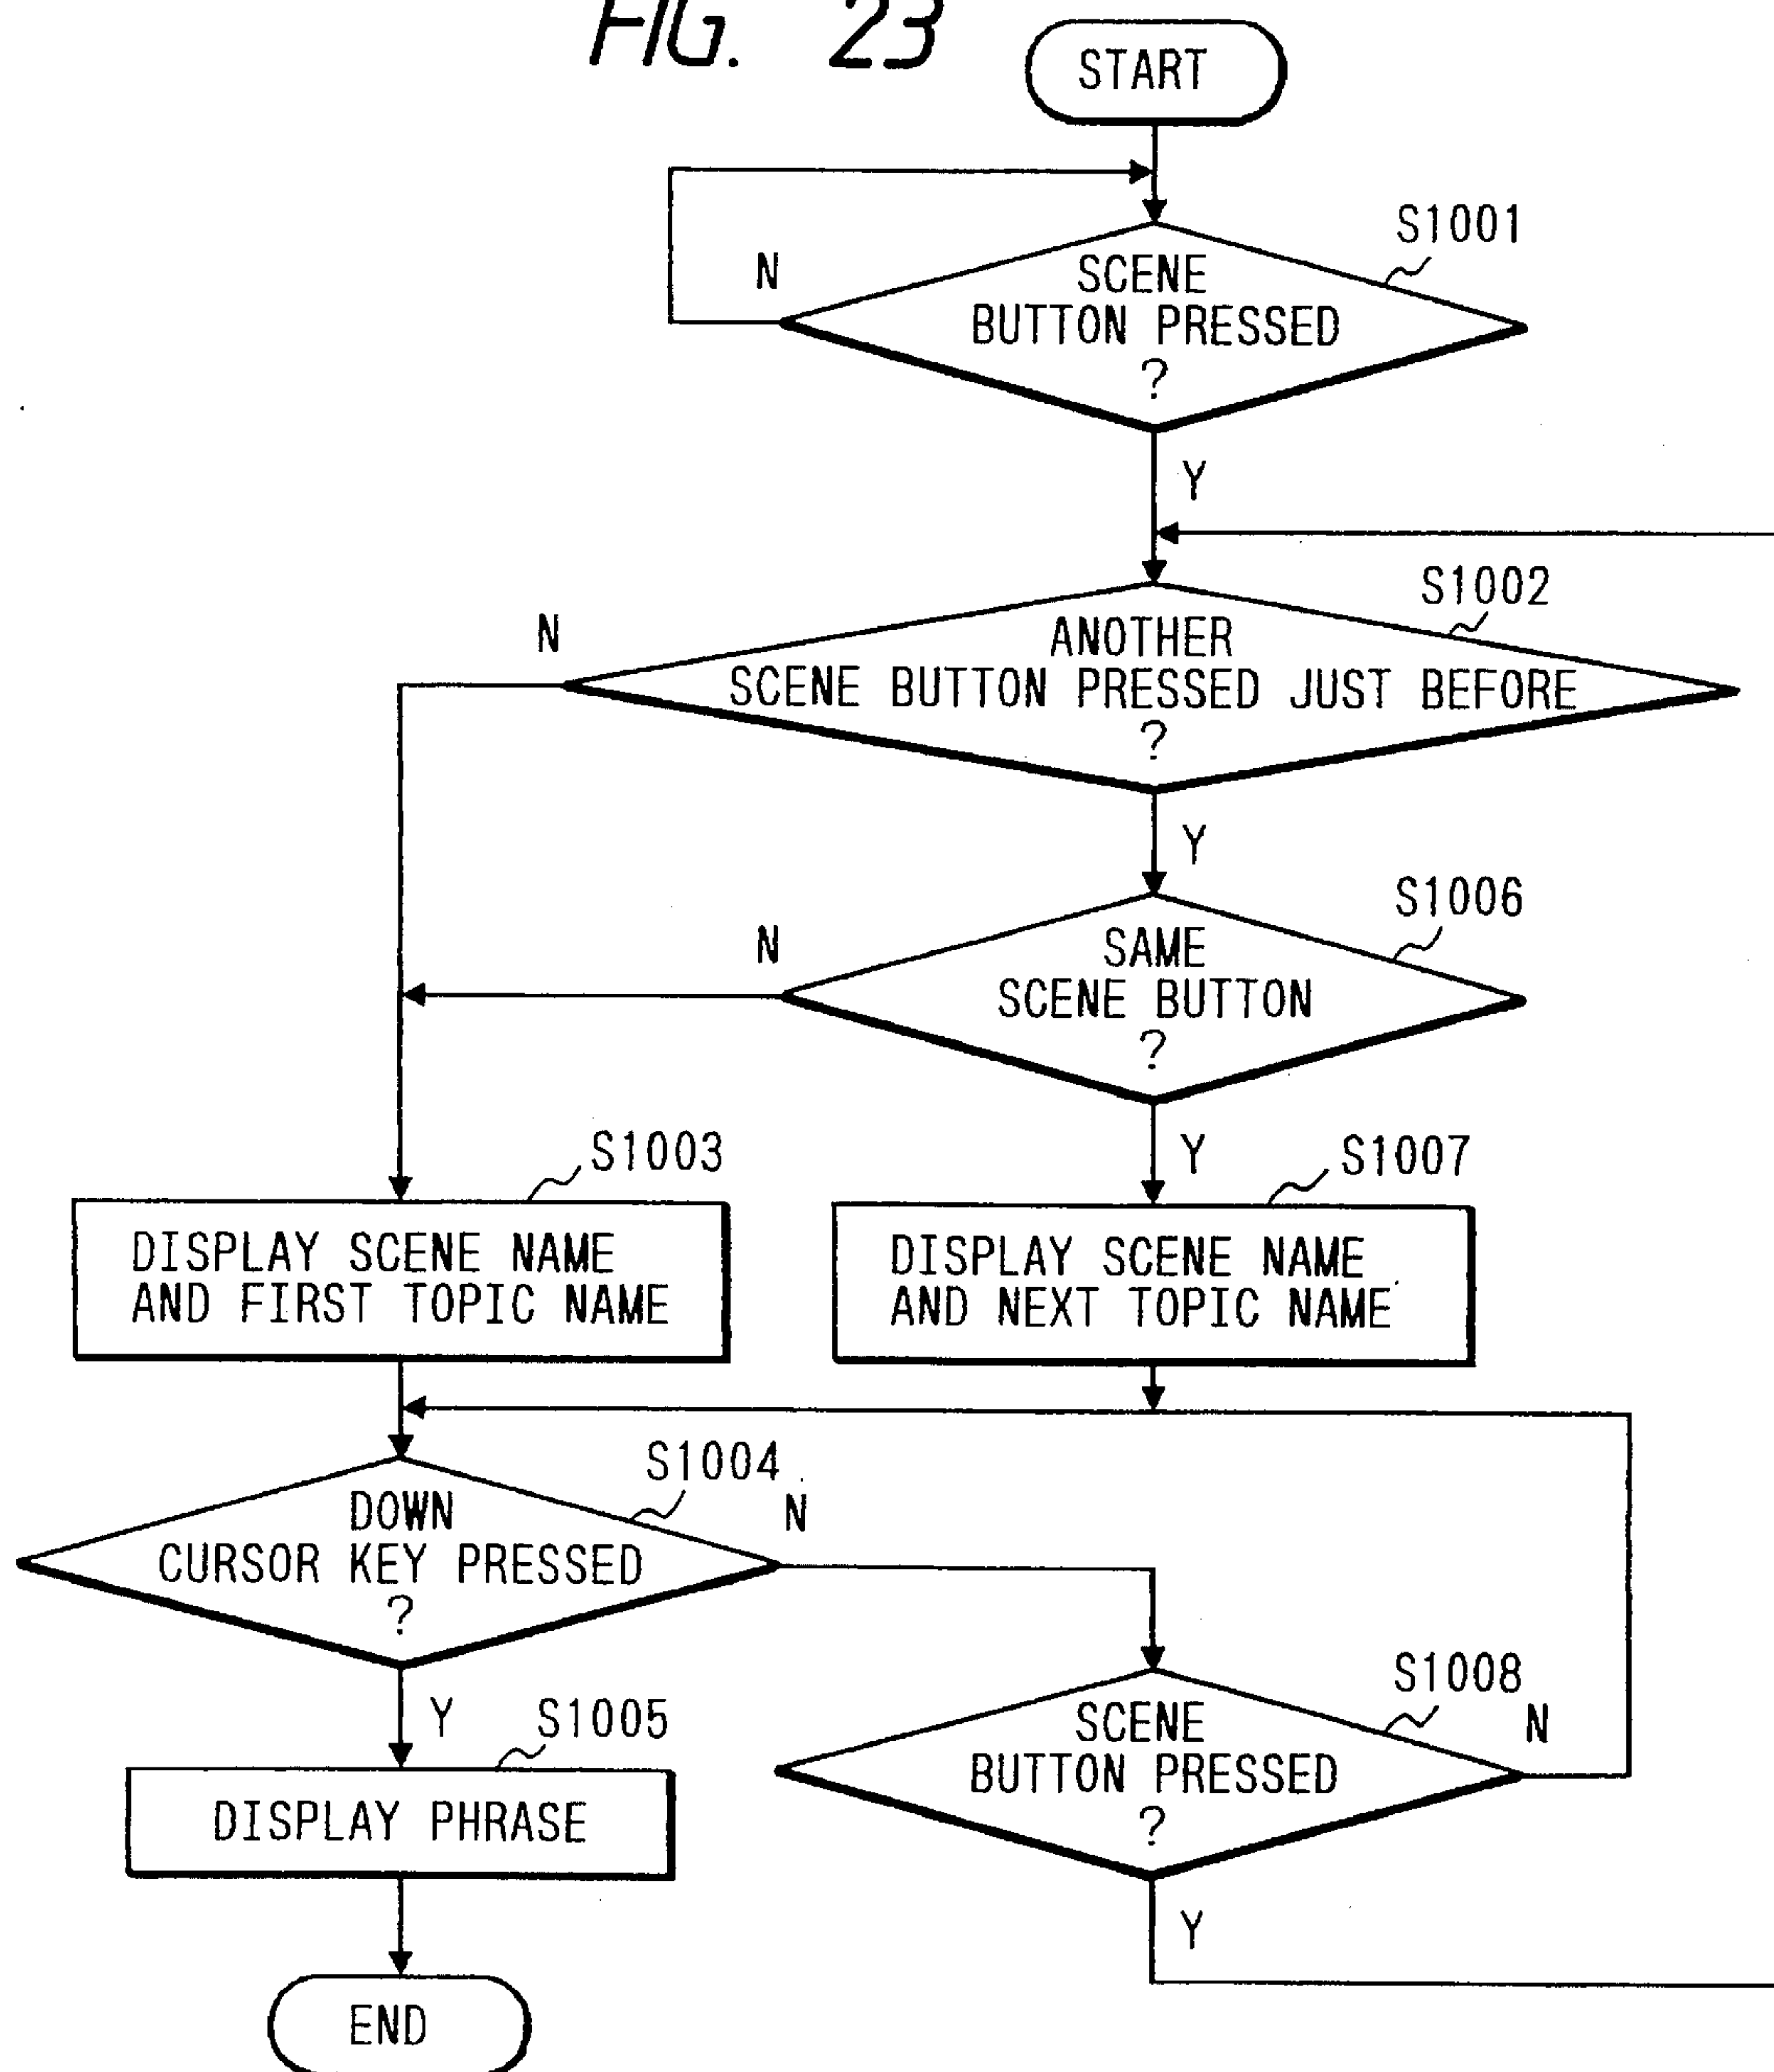 FIG. 23
START
S1001
N
SCENE
BUTTON PRESSED
?
Y
S1002
N
ANOTHER
SCENE BUTTON PRESSED JUST BEFORE
?
Y
S1006
N
SAME
SCENE BUTTON
?
Y
S1003
DISPLAY SCENE NAME
AND FIRST TOPIC NAME
S1007
DISPLAY SCENE NAME
AND NEXT TOPIC NAME
S1004
N
DOWN
CURSOR KEY PRESSED
?
Y
S1008
N
SCENE
BUTTON PRESSED
?
Y
S1005
DISPLAY PHRASE
END